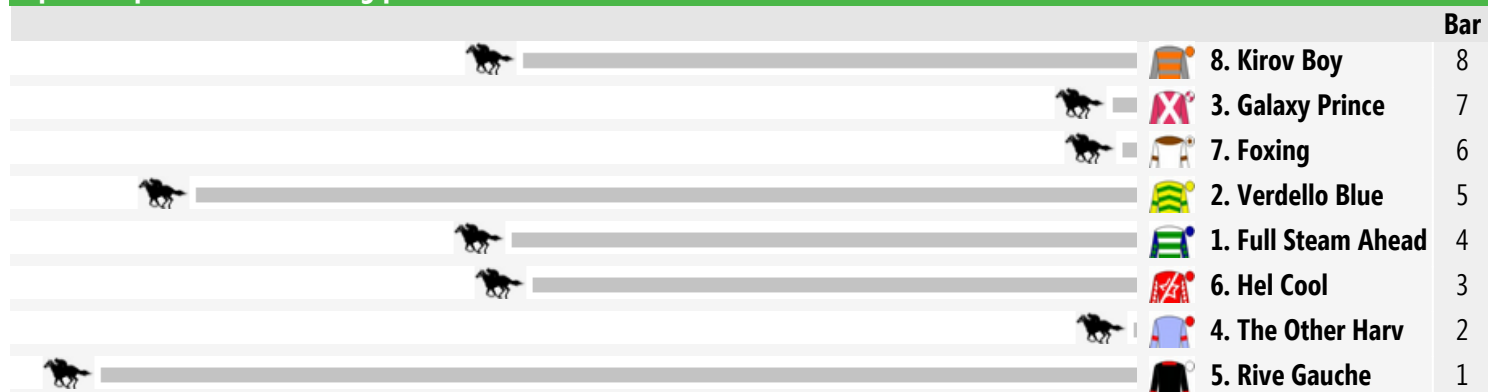 Bar
8. Kirov Boy 8
3. Galaxy Prince 7
7. Foxing 6
2. Verdello Blue 5
1. Full Steam Ahead 4
6. Hel Cool 3
4. The Other Harv 2
5. Rive Gauche 1